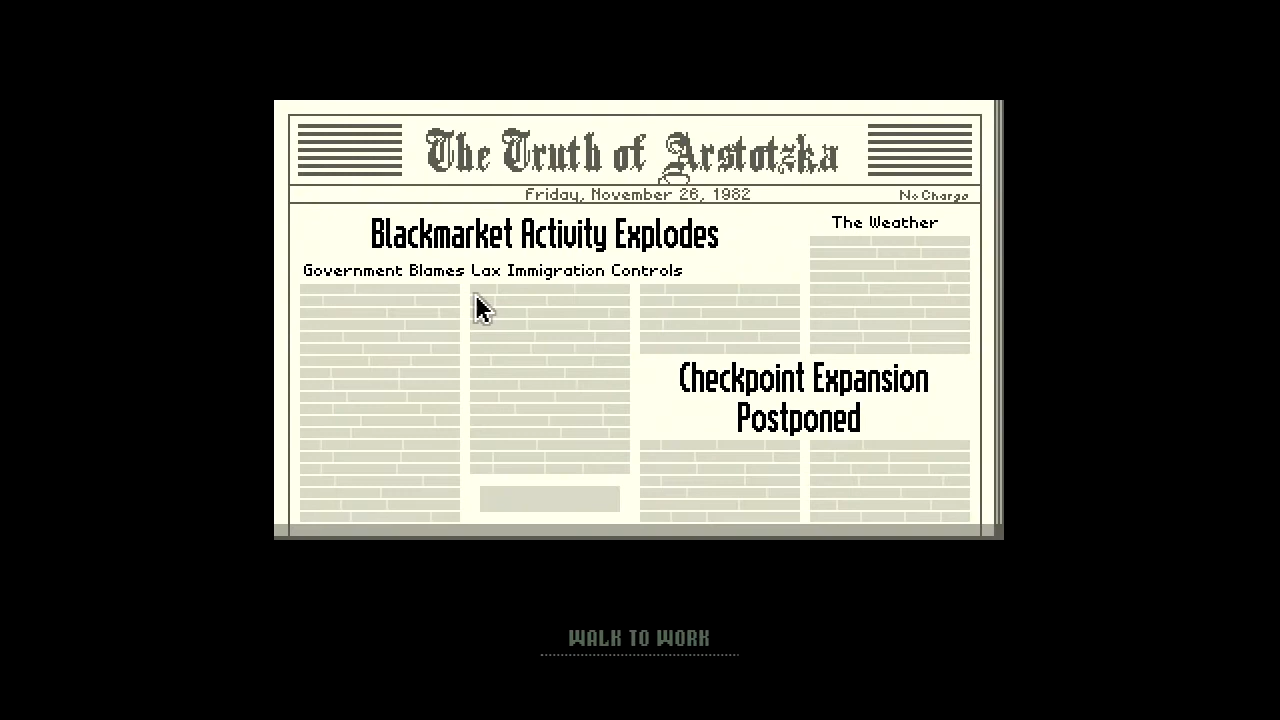 The Truth of Arstotzka
Friday, November 26, 1982
No Charge
Blackmarket Activity Explodes
Government Blames Lax Immigration Controls
The Weather
Checkpoint Expansion
Postponed
WALK TO WORK